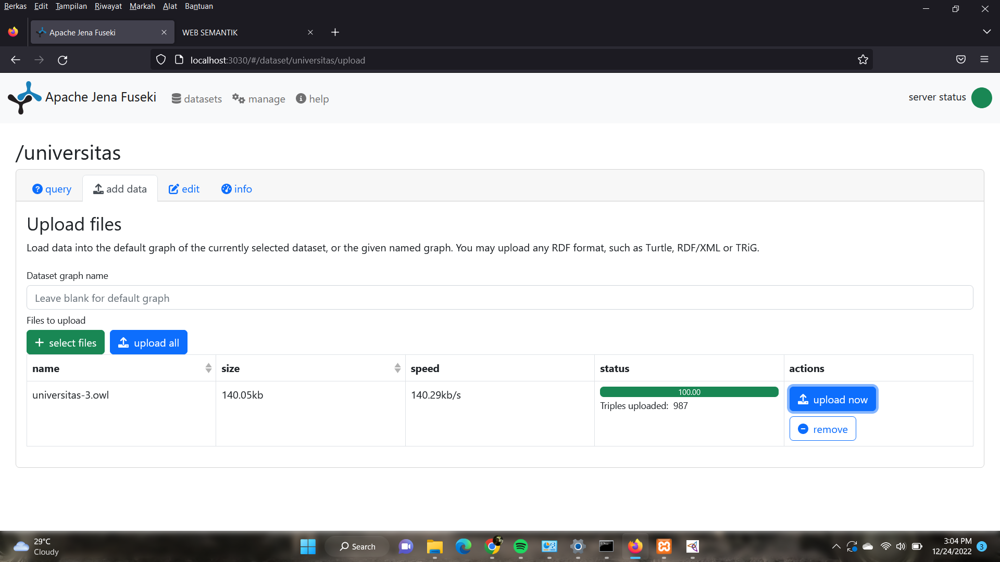 Berkas Edit Tampilan Riwayat Markah Alat Bantuan
Apache Jena Fuseki
WEB SEMANTIK
localhost:3030/#/dataset/universitas/upload
Apache Jena Fuseki datasets manage help
server status
/universitas
query add data edit info
Upload files
Load data into the default graph of the currently selected dataset, or the given named graph. You may upload any RDF format, such as Turtle, RDF/XML or TRiG.
Dataset graph name
Leave blank for default graph
Files to upload
select files upload all
name size speed status actions
universitas-3.owl 140.05kb 140.29kb/s 100.00 upload now
Triples uploaded: 987
remove
29°C
Cloudy
Search
3:04 PM
12/24/2022
3